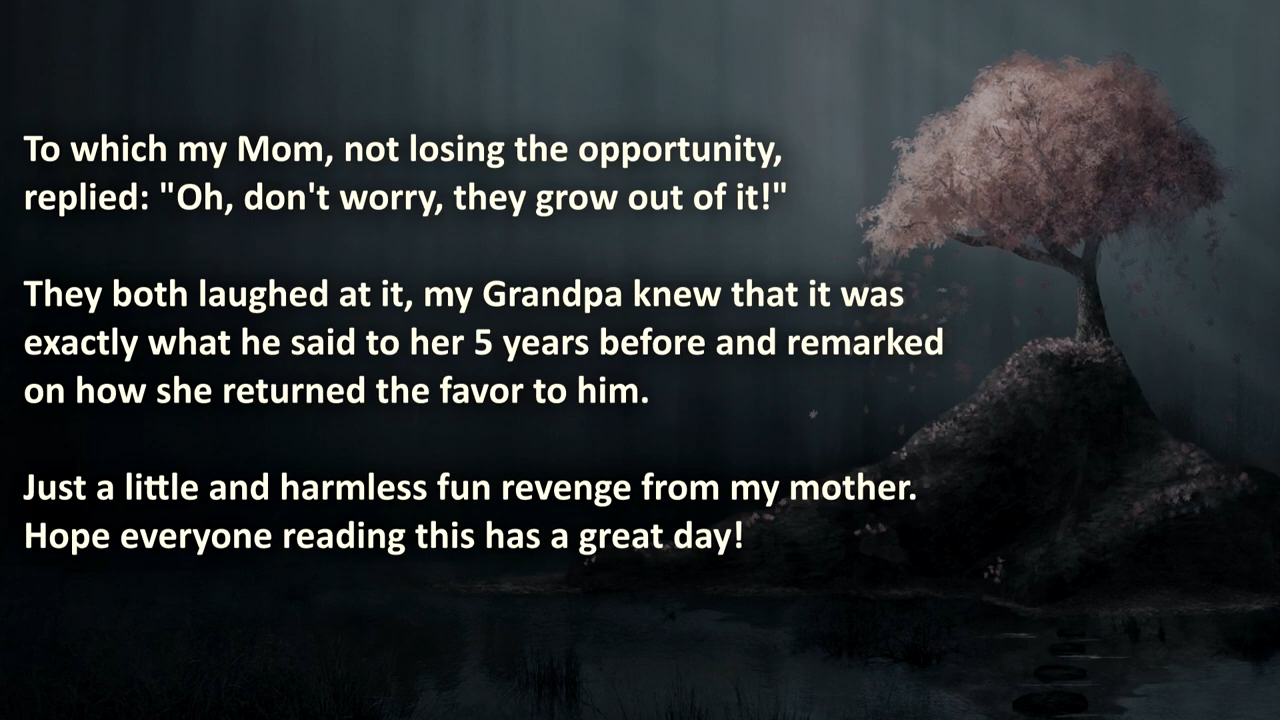 To which my Mom, not losing the opportunity,
replied: "Oh, don't worry, they grow out of it!"
They both laughed at it, my Grandpa knew that it was
exactly what he said to her 5 years before and remarked
on how she returned the favor to him.
Just a little and harmless fun revenge from my mother.
Hope everyone reading this has a great day!